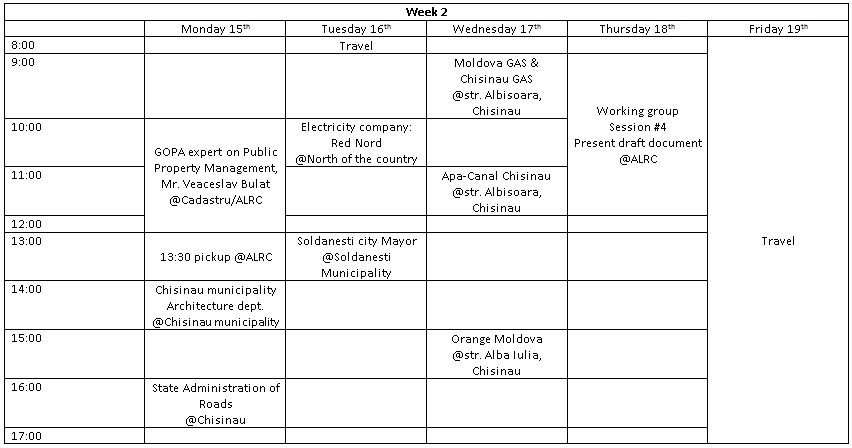 Week 2
Monday 15th
Tuesday 16th
Wednesday 17th
Thursday 18th
Friday 19th
8:00
Travel
9:00
Moldova GAS &
Chisinau GAS
@str. Albisoara,
Chisinau
Working group
Session #4
Present draft document
@ALRC
10:00
GOPA expert on Public
Property Management,
Mr. Veaceslav Bulat
@Cadastru/ALRC
Electricity company:
Red Nord
@North of the country
11:00
Apa-Canal Chisinau
@str. Albisoara,
Chisinau
12:00
13:00
13:30 pickup @ALRC
Soldanesti city Mayor
@Soldanesti
Municipality
Travel
14:00
Chisinau municipality
Architecture dept.
@Chisinau municipality
15:00
Orange Moldova
@str. Alba Iulia,
Chisinau
16:00
State Administration of
Roads
@Chisinau
17:00